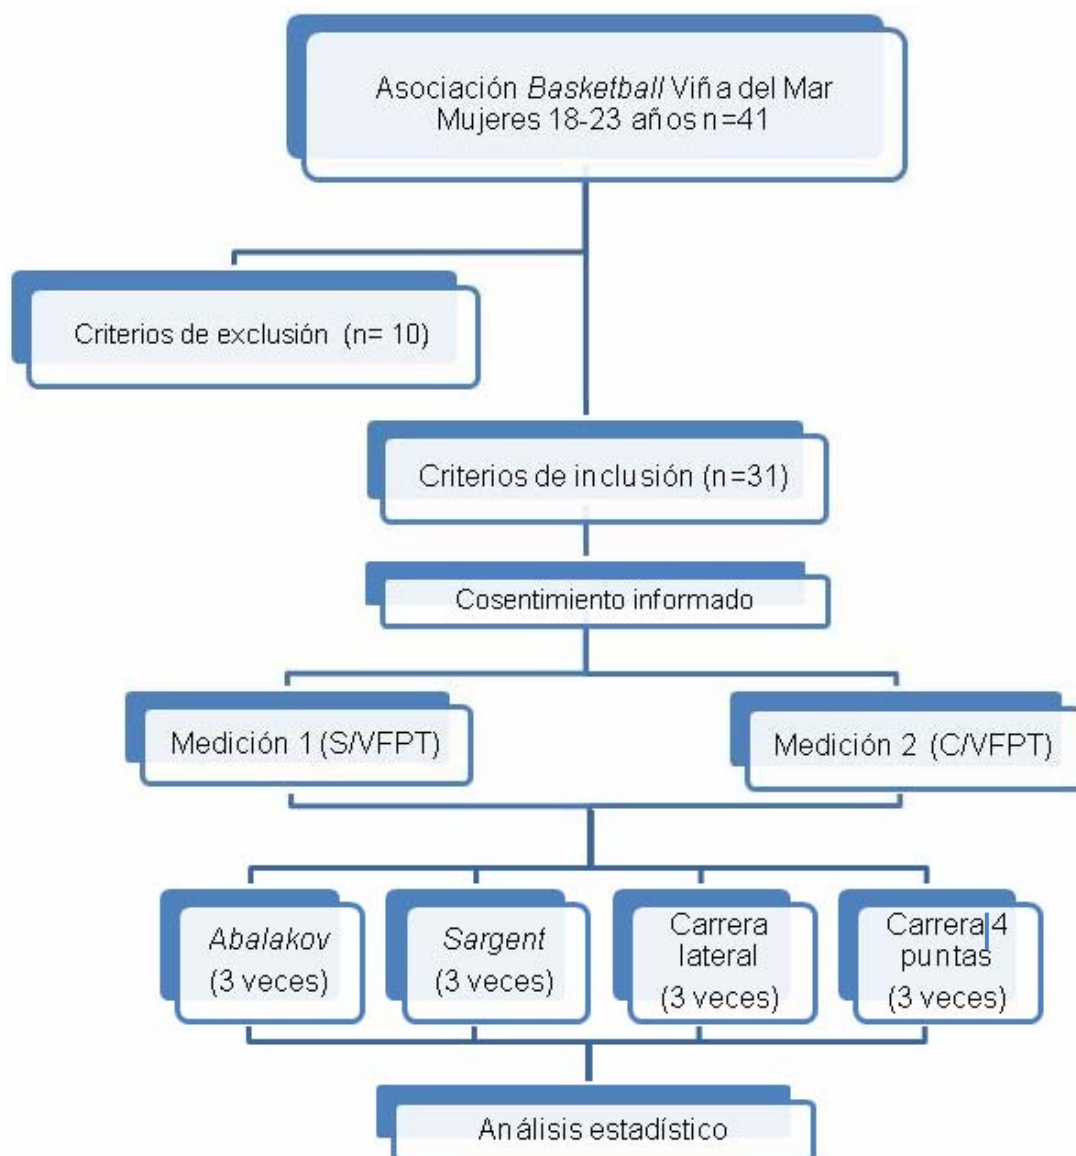 Asociación Basketball Viña del Mar
Mujeres 18-23 años n=41
Criterios de exclusión (n= 10)
Criterios de inclusión (n=31)
Cosentimiento informado
Medición 1 (S/VFPT)
Medición 2 (C/VFPT)
Abalakov
(3 veces)
Sargent
(3 veces)
Carrera
lateral
(3 veces)
Carrera 4
puntas
(3 veces)
Análisis estadístico